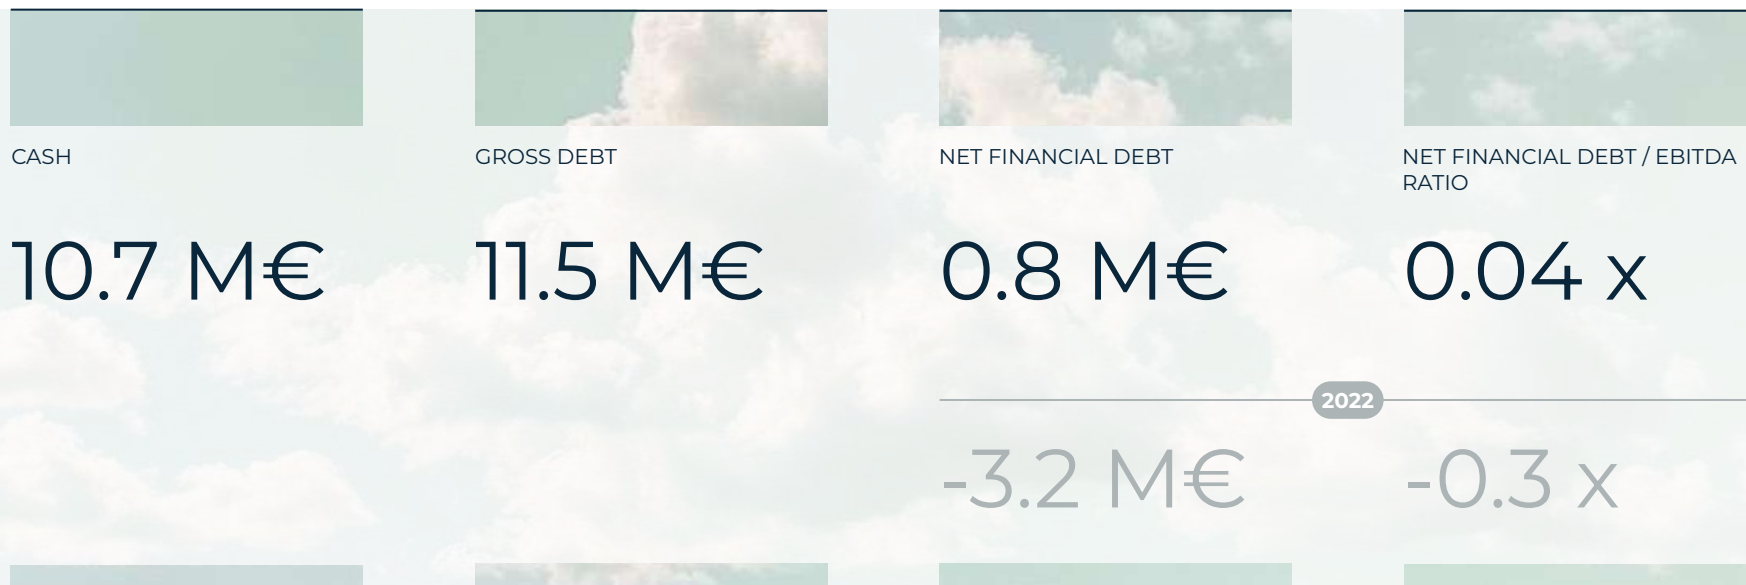 CASH
10.7 M€
GROSS DEBT
11.5 M€
NET FINANCIAL DEBT
0.8 M€
NET FINANCIAL DEBT / EBITDA
RATIO
0.04 x
2022
-3.2 M€
-0.3 x